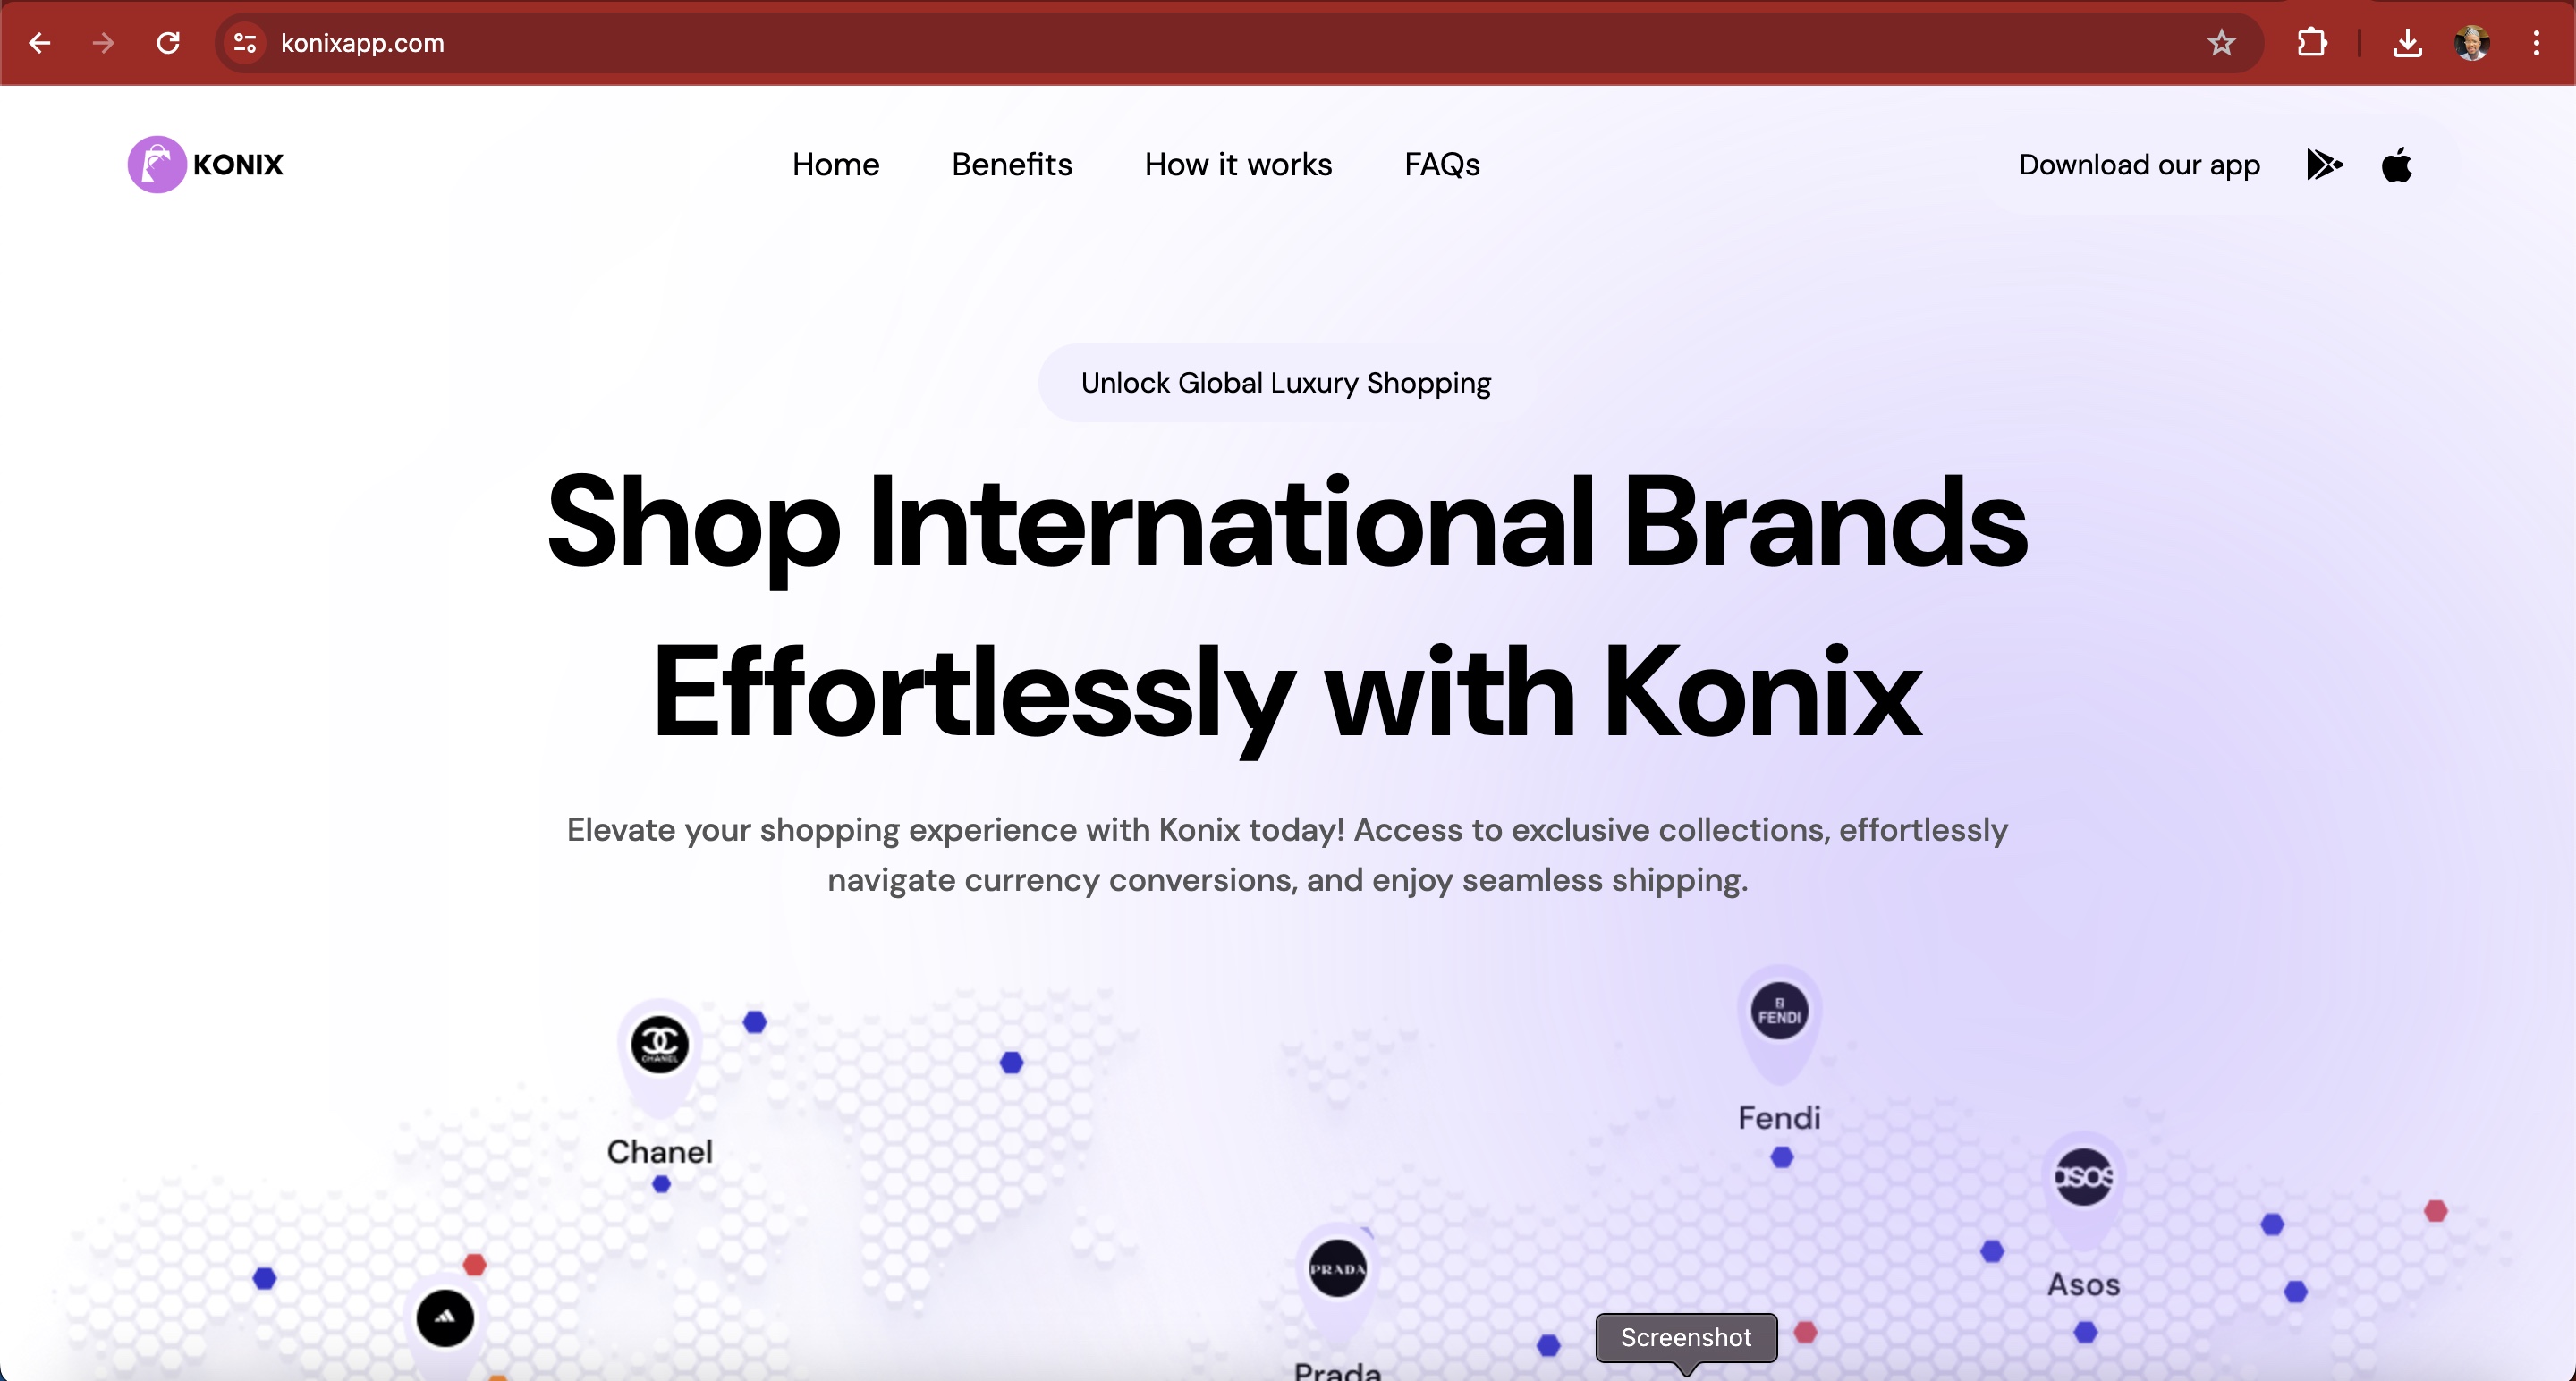 konixapp.com
KONIX
Home
Benefits
How it works
FAQs
Download our app
Unlock Global Luxury Shopping
Shop International Brands
Effortlessly with Konix
Elevate your shopping experience with Konix today! Access to exclusive collections, effortlessly
navigate currency conversions, and enjoy seamless shipping.
CHANEL
Chanel
FENDI
Fendi
asos
Asos
PRADA
Prada
Screenshot